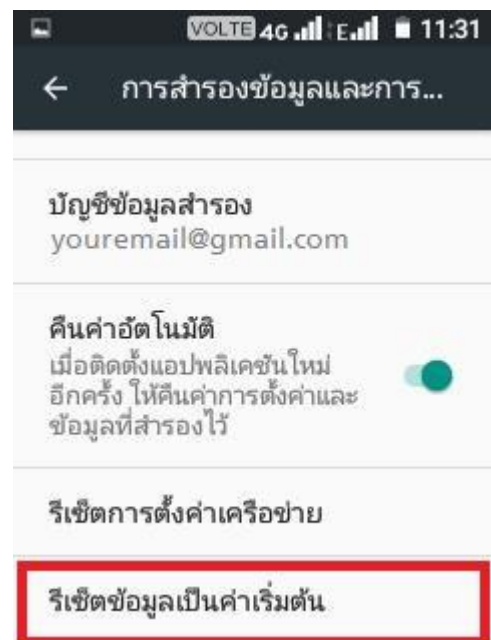 VOLTE 4G E 11:31
การสำรองข้อมูลและการ...
บัญชีข้อมูลสำรอง
youremail@gmail.com
คืนค่าอัตโนมัติ
เมื่อติดตั้งแอปพลิเคชันใหม่
อีกครั้ง ให้คืนค่าการตั้งค่าและ
ข้อมูลที่สำรองไว้
รีเซ็ตการตั้งค่าเครือข่าย
รีเซ็ตข้อมูลเป็นค่าเริ่มต้น